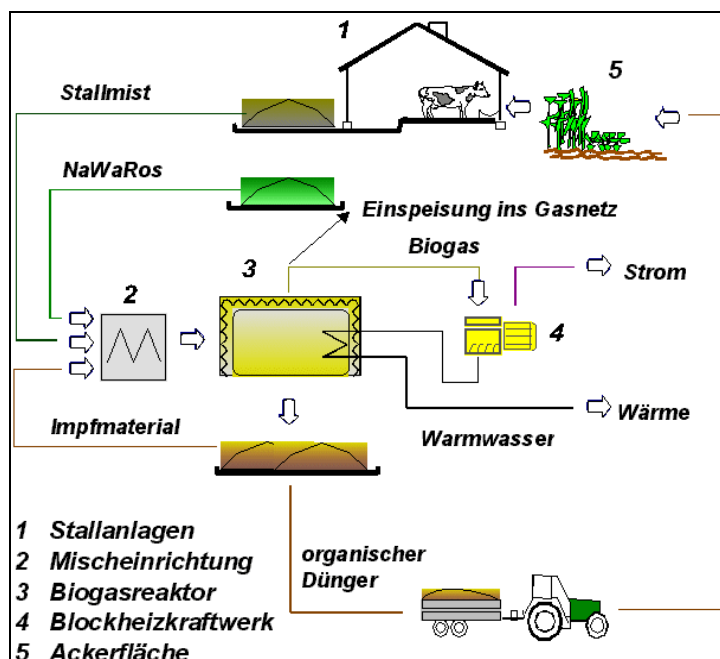 1
5
Stallmist
NaWaRos
Einspeisung ins Gasnetz
Biogas
3
2
Strom
4
Impfmaterial
Wärme
Warmwasser
organischer
Dünger
1 Stallanlagen
2 Mischeinrichtung
3 Biogasreaktor
4 Blockheizkraftwerk
5 Ackerfläche